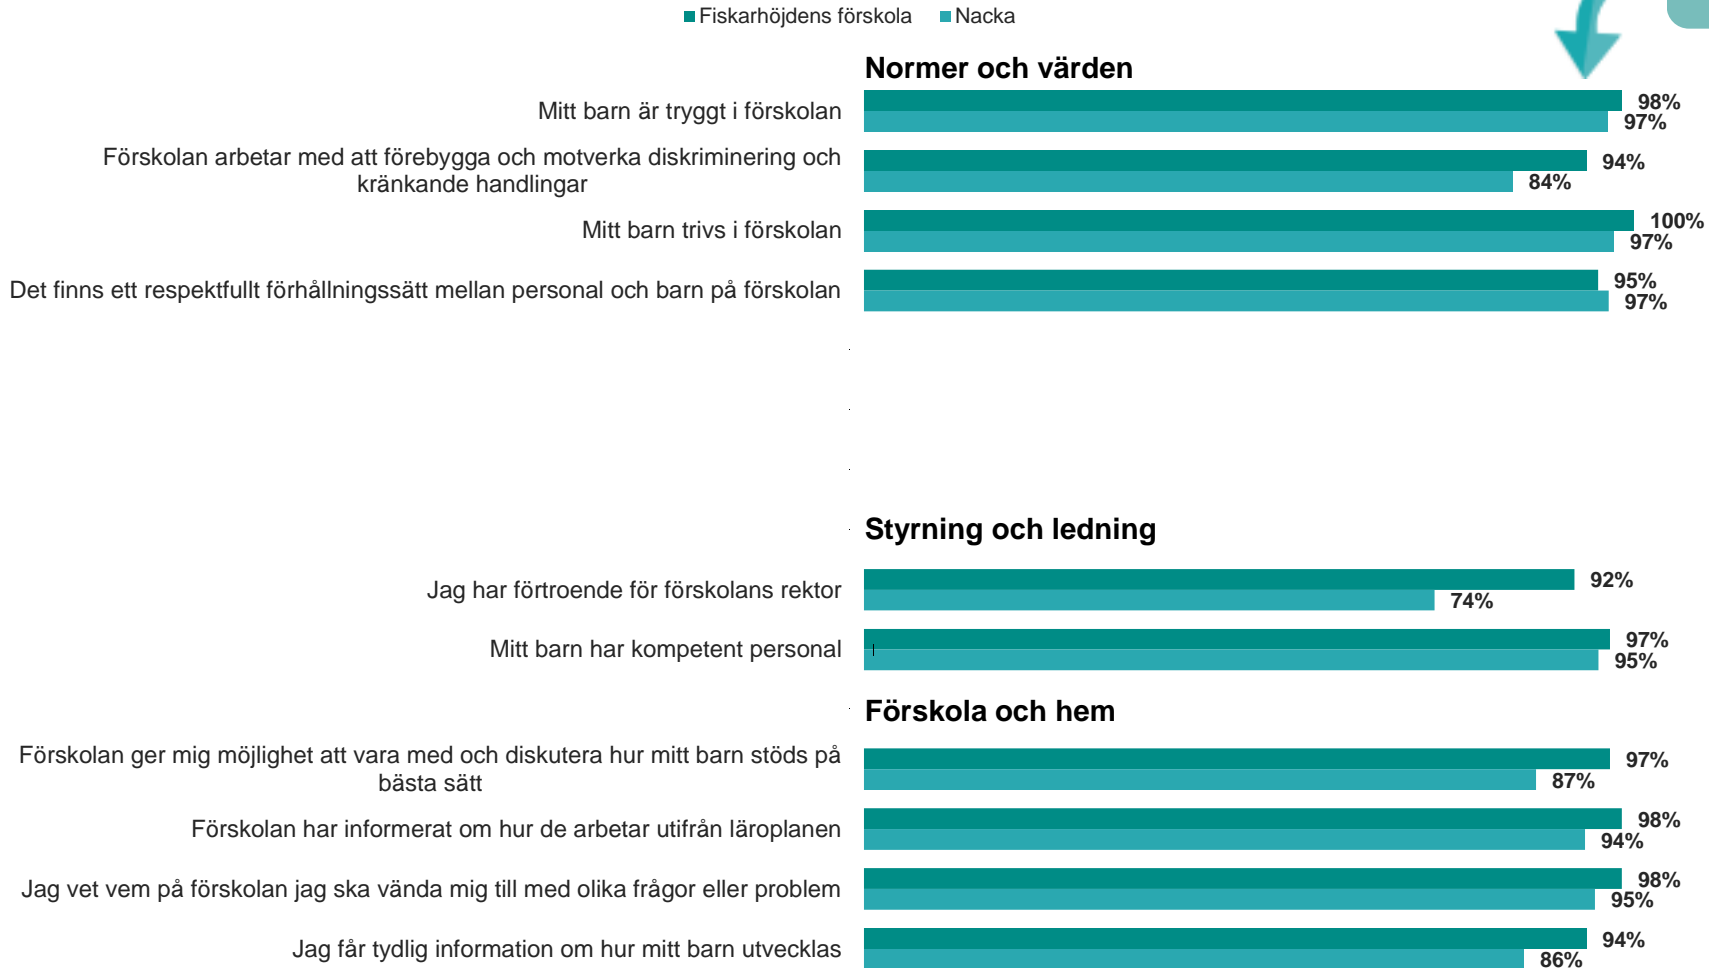 Fiskarhöjdens förskola Nacka
Normer och värden
Mitt barn är tryggt i förskolan
98%
97%
Förskolan arbetar med att förebygga och motverka diskriminering och
kränkande handlingar
94%
84%
Mitt barn trivs i förskolan
100%
97%
Det finns ett respektfullt förhållningssätt mellan personal och barn på förskolan
95%
97%
Styrning och ledning
Jag har förtroende för förskolans rektor
92%
74%
Mitt barn har kompetent personal
97%
95%
Förskola och hem
Förskolan ger mig möjlighet att vara med och diskutera hur mitt barn stöds på
bästa sätt
97%
87%
Förskolan har informerat om hur de arbetar utifrån läroplanen
98%
94%
Jag vet vem på förskolan jag ska vända mig till med olika frågor eller problem
98%
95%
Jag får tydlig information om hur mitt barn utvecklas
94%
86%